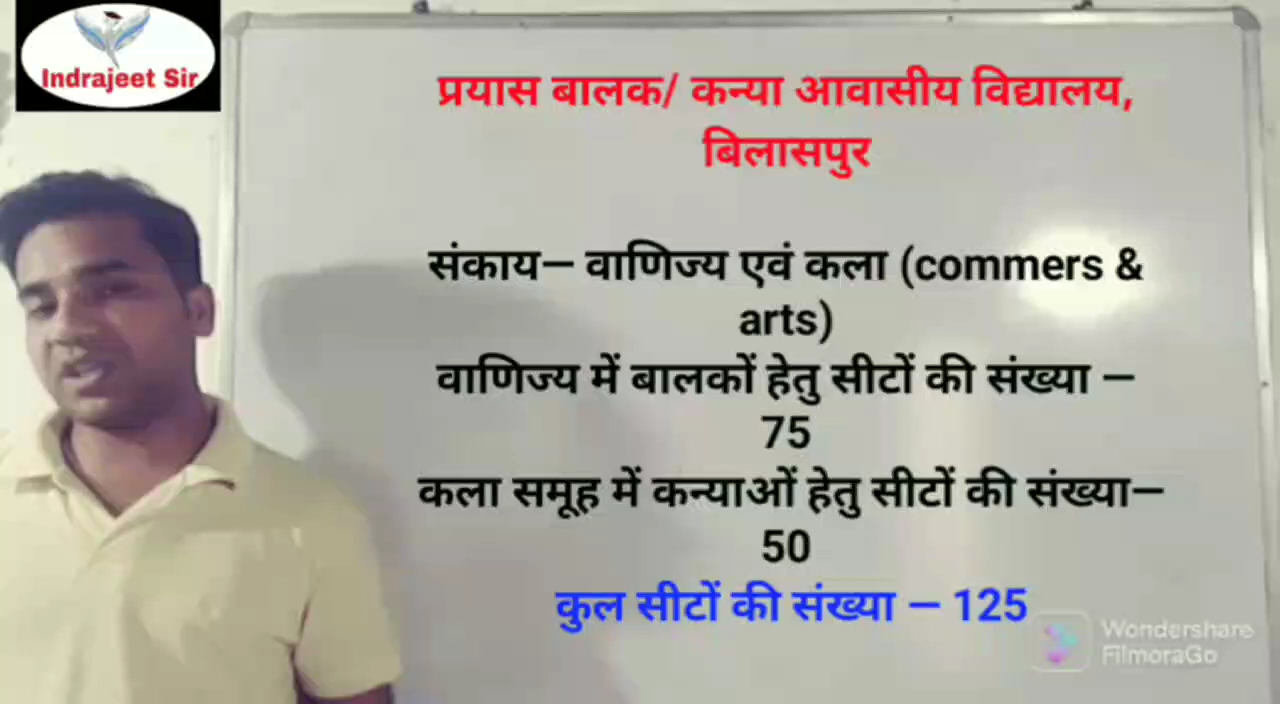 Indrajeet Sir
प्रयास बालक/ कन्या आवासीय विद्यालय,
बिलासपुर
संकाय— वाणिज्य एवं कला (commers &
arts)
वाणिज्य में बालकों हेतु सीटों की संख्या —
75
कला समूह में कन्याओं हेतु सीटों की संख्या—
50
कुल सीटों की संख्या — 125
Wondershare
FilmoraGo